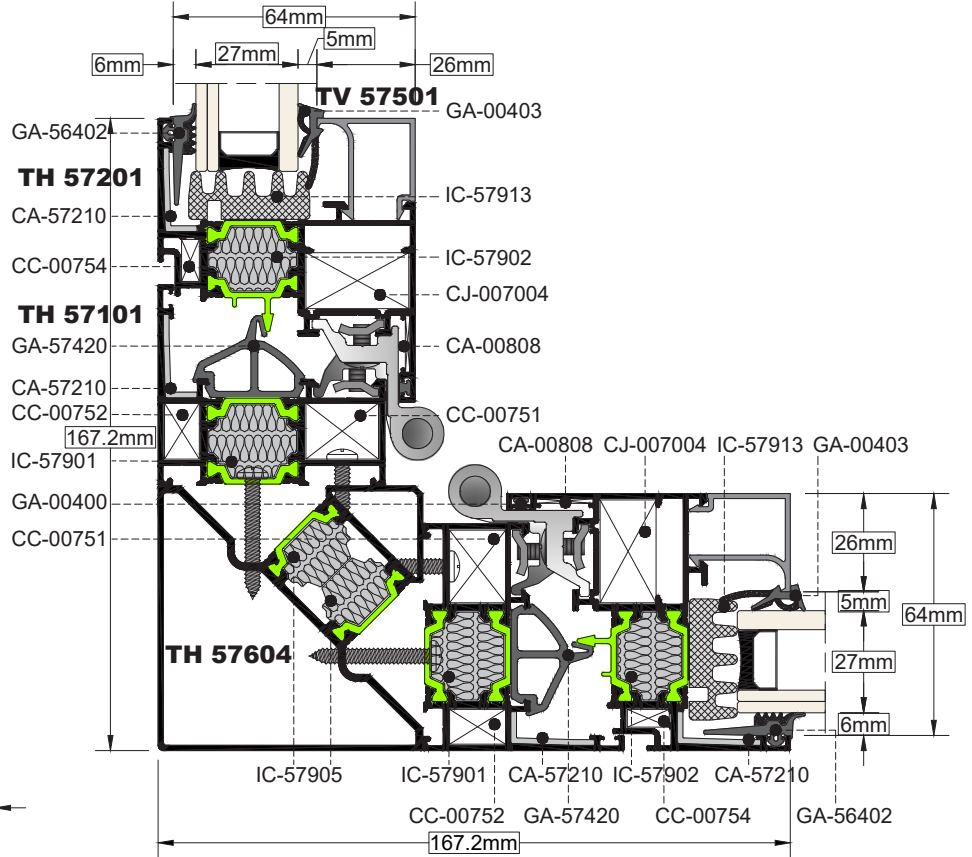 64mm
5mm
6mm
27mm
26mm
TV 57501
GA-00403
GA-56402
TH 57201
IC-57913
CA-57210
IC-57902
CC-00754
CJ-007004
TH 57101
GA-57420
CA-00808
CA-57210
CC-00752
CC-00751
167.2mm
CA-00808
CJ-007004
IC-57913
GA-00403
IC-57901
GA-00400
CC-00751
26mm
5mm
64mm
TH 57604
27mm
6mm
IC-57905
IC-57901
CA-57210
IC-57902
CA-57210
CC-00752
GA-57420
CC-00754
GA-56402
167.2mm